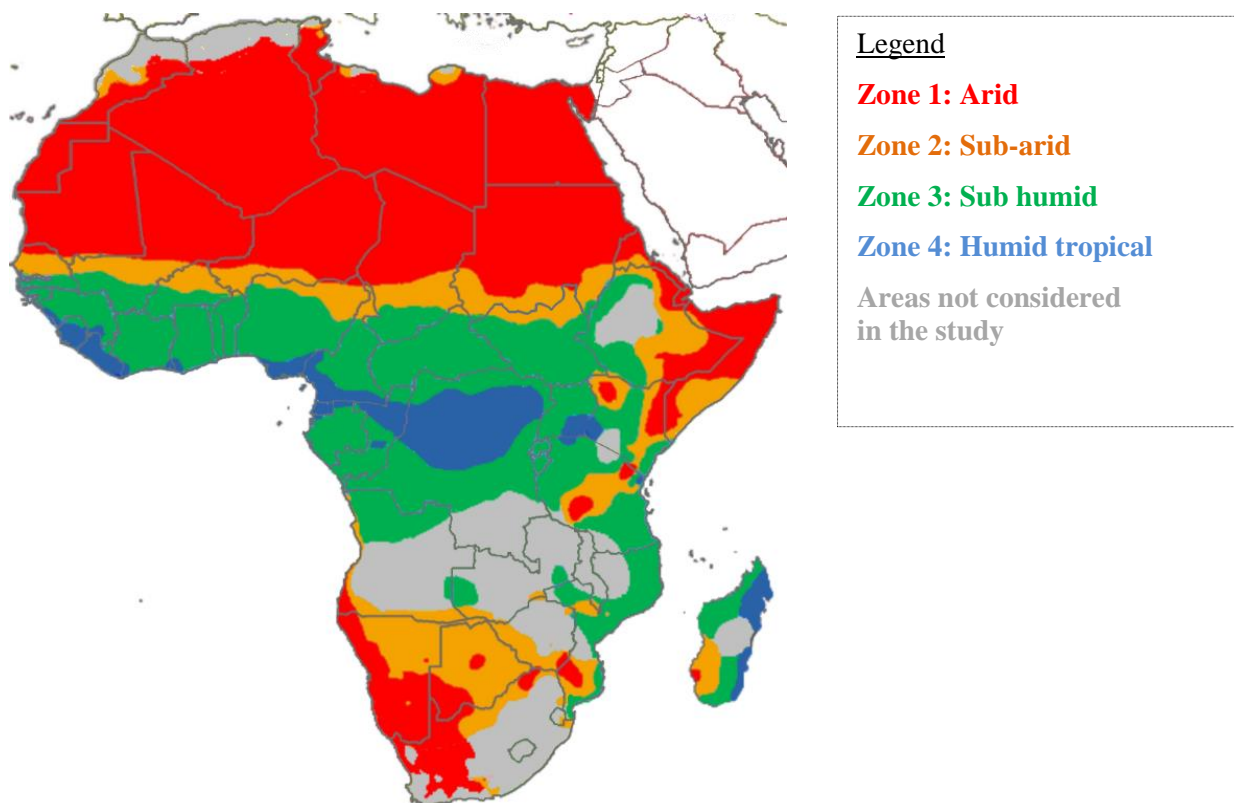 Legend
Zone 1: Arid
Zone 2: Sub-arid
Zone 3: Sub humid
Zone 4: Humid tropical
Areas not considered
in the study